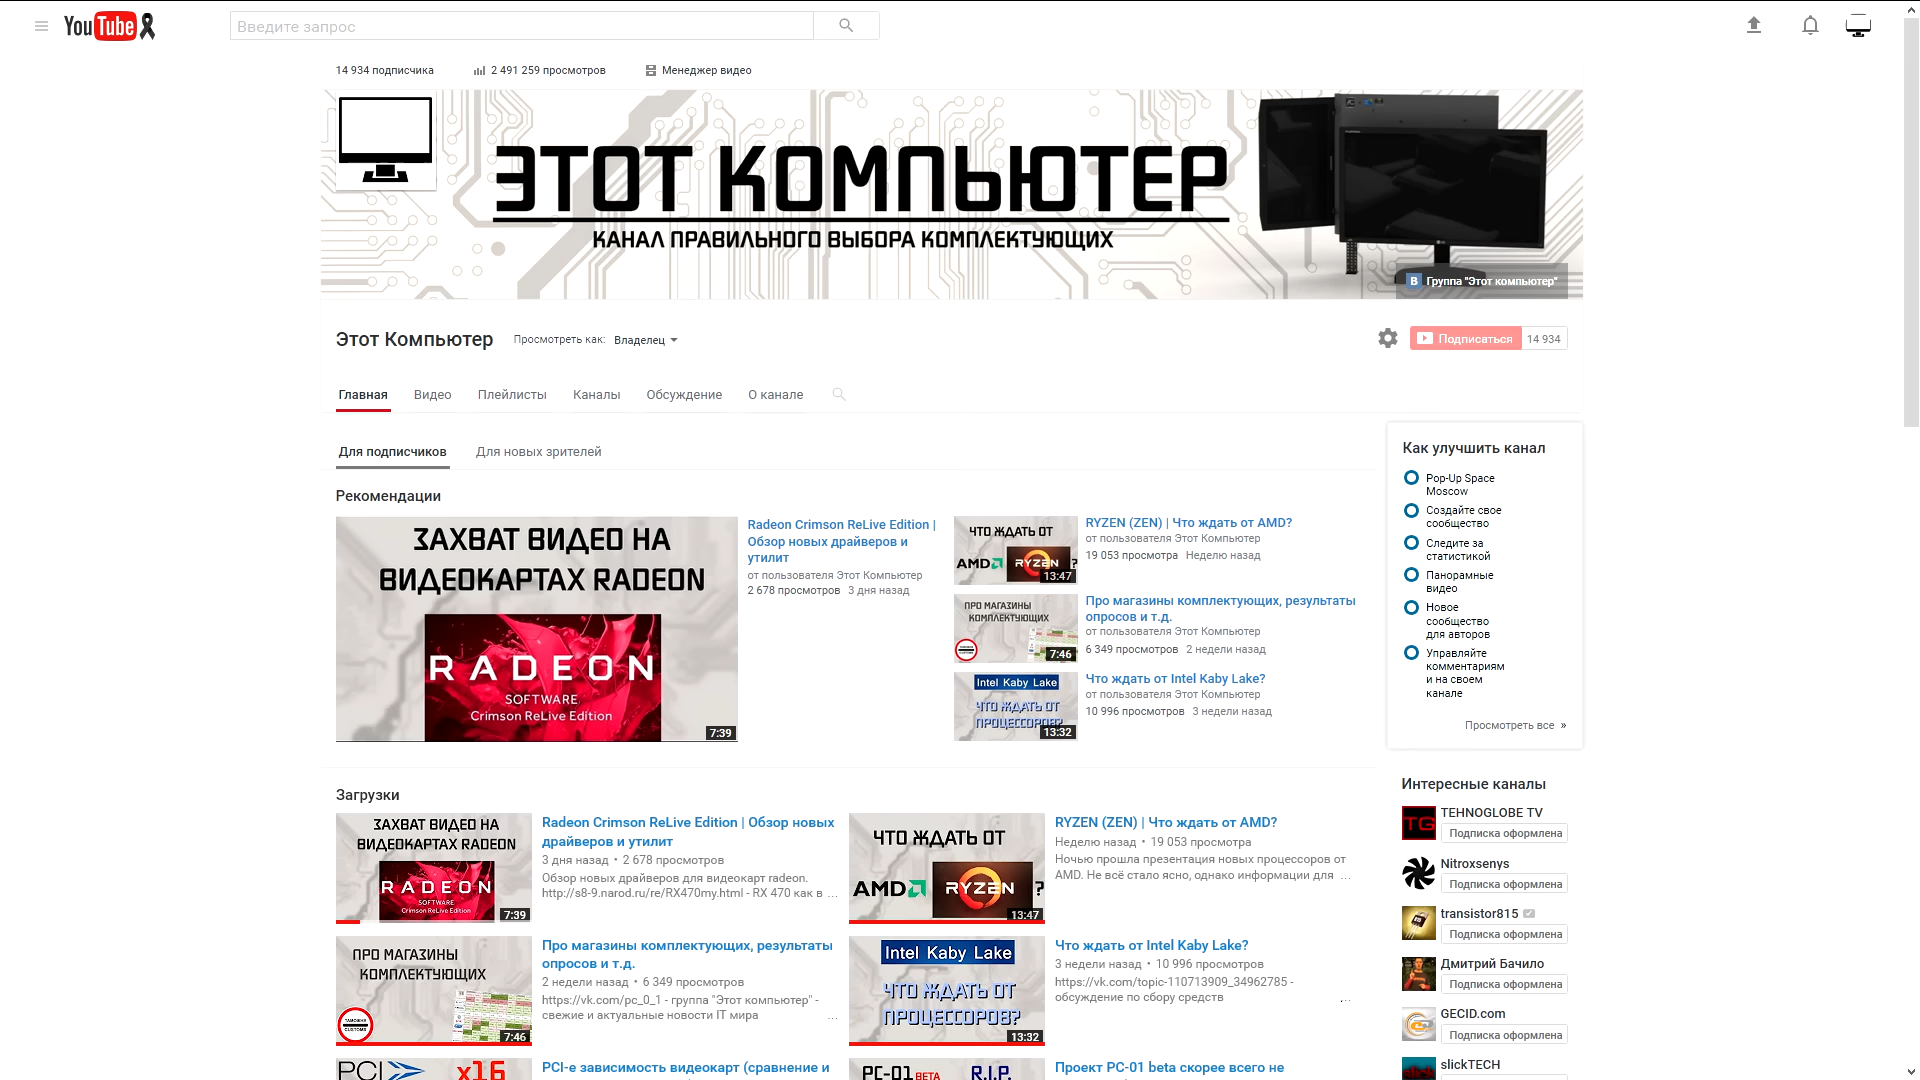 YouTube
Введите запрос
14 934 подписчика
2 491 259 просмотров
Менеджер видео
ЭТОТ КОМПЬЮТЕР
КАНАЛ ПРАВИЛЬНОГО ВЫБОРА КОМПЛЕКТУЮЩИХ
В Группа "Этот компьютер"
Этот Компьютер
Просмотреть как: Владелец
Подписаться 14 934
Главная
Видео
Плейлисты
Каналы
Обсуждение
О канале
Для подписчиков
Для новых зрителей
Рекомендации
ЗАХВАТ ВИДЕО НА
ВИДЕОКАРТАХ RADEON
RADEON
SOFTWARE
Crimson ReLive Edition
7:39
Radeon Crimson ReLive Edition |
Обзор новых драйверов и
утилит
от пользователя Этот Компьютер
2 678 просмотров 3 дня назад
ЧТО ЖДАТЬ ОТ
AMD RYZEN ?
13:47
RYZEN (ZEN) | Что ждать от AMD?
от пользователя Этот Компьютер
19 053 просмотра Неделю назад
ПРО МАГАЗИНЫ
КОМПЛЕКТУЮЩИХ
7:46
Про магазины комплектующих, результаты
опросов и т.д.
от пользователя Этот Компьютер
6 349 просмотров 2 недели назад
Intel Kaby Lake
ЧТО ЖДАТЬ ОТ
ПРОЦЕССОРОВ?
13:32
Что ждать от Intel Kaby Lake?
от пользователя Этот Компьютер
10 996 просмотров 3 недели назад
Загрузки
ЗАХВАТ ВИДЕО НА
ВИДЕОКАРТАХ RADEON
RADEON
SOFTWARE
Crimson ReLive Edition
7:39
Radeon Crimson ReLive Edition | Обзор новых
драйверов и утилит
3 дня назад • 2 678 просмотров
Обзор новых драйверов для видеокарт radeon.
http://s8-9.narod.ru/re/RX470my.html - RX 470 как в ...
ЧТО ЖДАТЬ ОТ
AMD RYZEN ?
13:47
RYZEN (ZEN) | Что ждать от AMD?
Неделю назад • 19 053 просмотра
Ночью прошла презентация новых процессоров от
AMD. Не всё стало ясно, однако информации для ...
ПРО МАГАЗИНЫ
КОМПЛЕКТУЮЩИХ
ТАМОЖНЯ
CUSTOMS
7:46
Про магазины комплектующих, результаты
опросов и т.д.
2 недели назад • 6 349 просмотров
https://vk.com/pc_0_1 - группа "Этот компьютер" -
свежие и актуальные новости IT мира ...
Intel Kaby Lake
ЧТО ЖДАТЬ ОТ
ПРОЦЕССОРОВ?
13:32
Что ждать от Intel Kaby Lake?
3 недели назад • 10 996 просмотров
https://vk.com/topic-110713909_34962785 -
обсуждение по сбору средств ...
PCI x16
PCI-e зависимость видеокарт (сравнение и
PC-01 BETA R.I.P.
Проект PC-01 beta скорее всего не
Как улучшить канал
Pop-Up Space
Moscow
Создайте свое
сообщество
Следите за
статистикой
Панорамные
видео
Новое
сообщество
для авторов
Управляйте
комментариям
и на своем
канале
Просмотреть все »
Интересные каналы
TG
TEHNOGLOBE TV
Подписка оформлена
Nitroxsenys
Подписка оформлена
transistor815
Подписка оформлена
Дмитрий Бачило
Подписка оформлена
GECID.com
Подписка оформлена
slickTECH